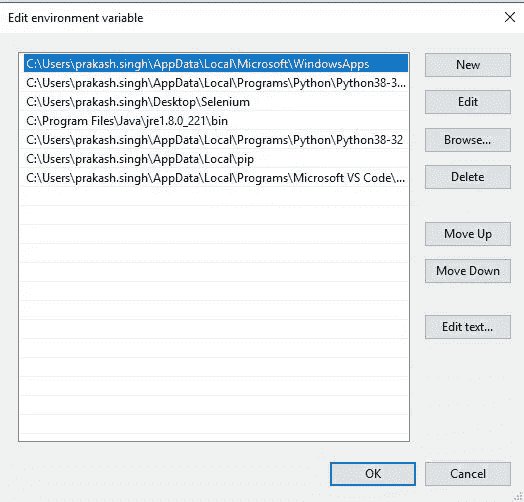 Edit environment variable
C:\Users\prakash.singh\AppData\Local\Microsoft\WindowsApps
C:\Users\prakash.singh\AppData\Local\Programs\Python\Python38-3...
C:\Users\prakash.singh\Desktop\Selenium
C:\Program Files\Java\jre1.8.0_221\bin
C:\Users\prakash.singh\AppData\Local\Programs\Python\Python38-32
C:\Users\prakash.singh\AppData\Local\pip
C:\Users\prakash.singh\AppData\Local\Programs\Microsoft VS Code\...
New
Edit
Browse...
Delete
Move Up
Move Down
Edit text...
OK
Cancel